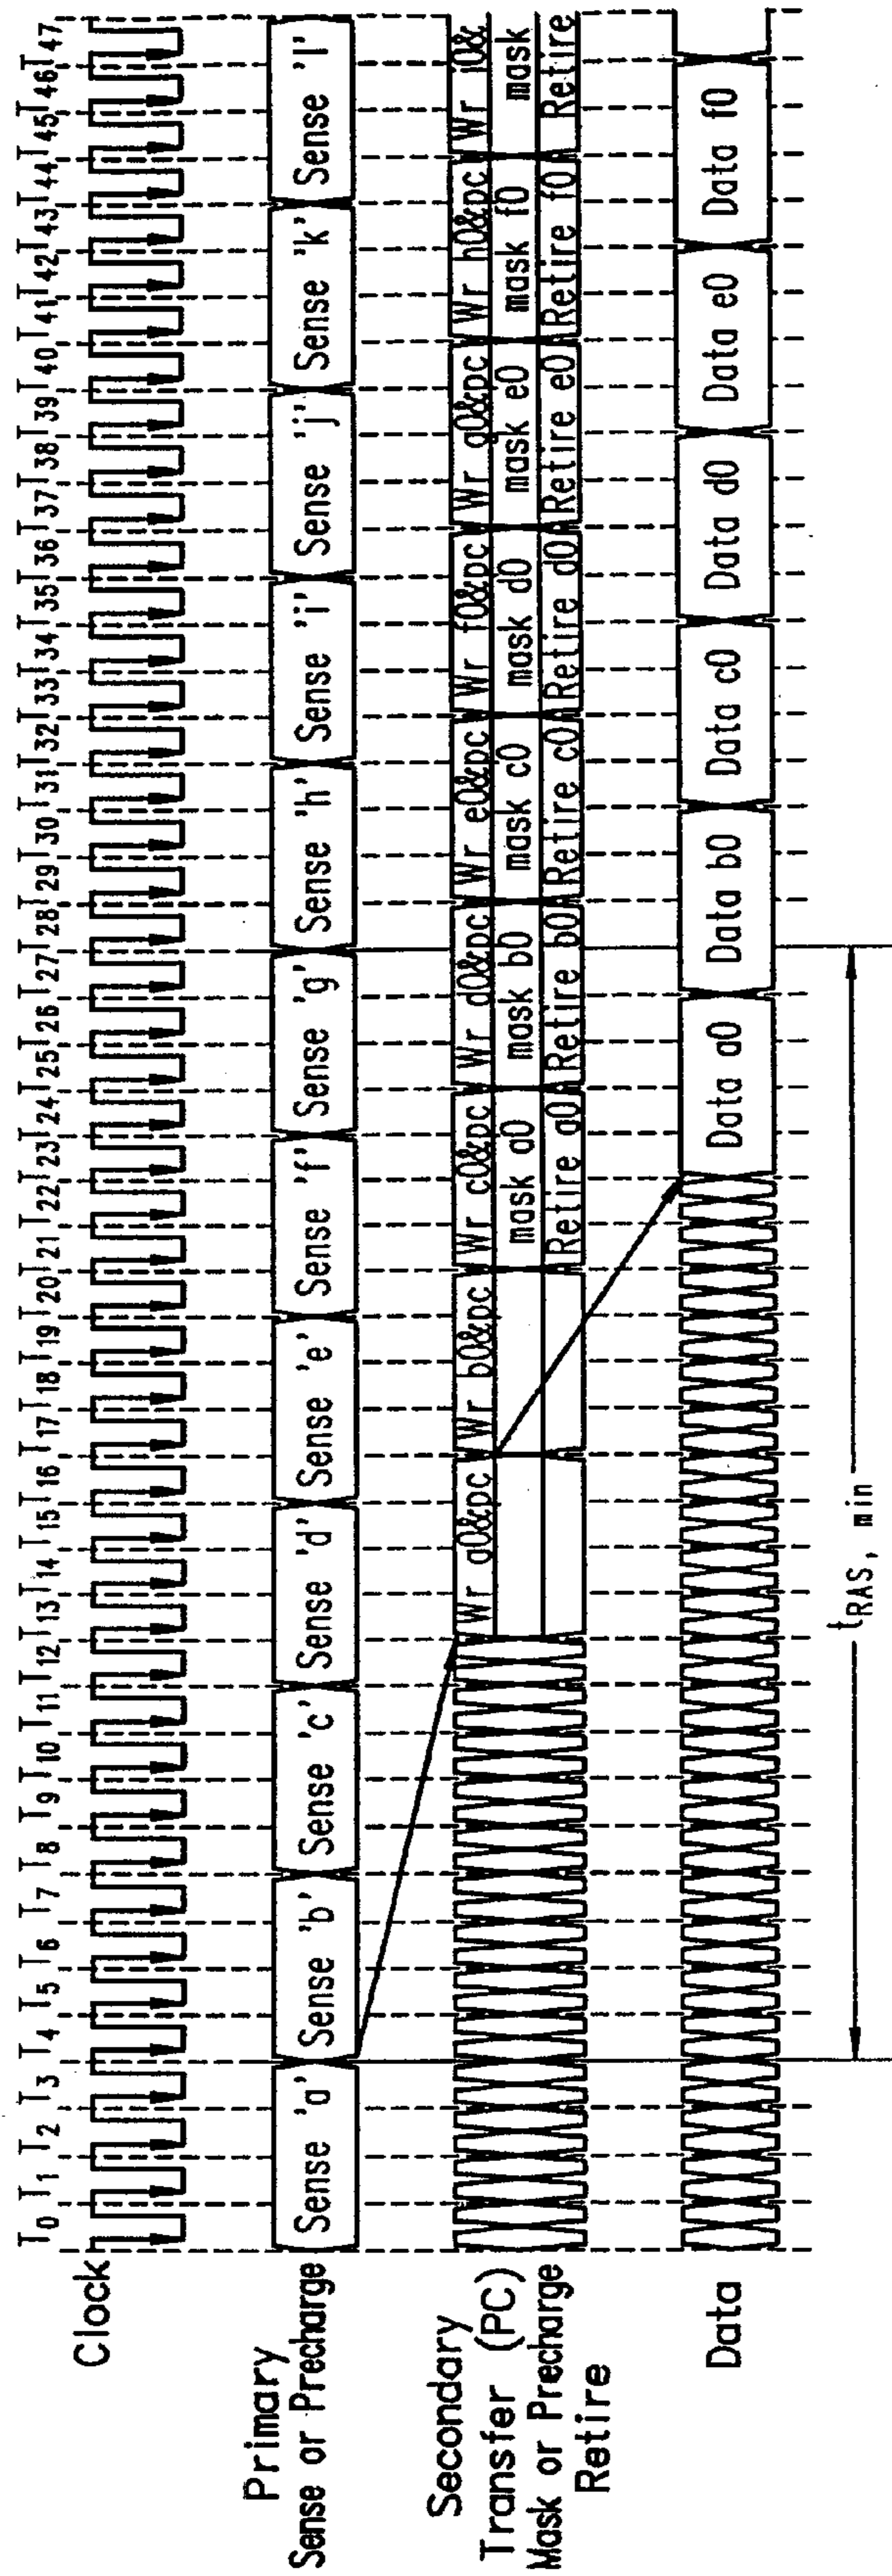 T0 T1 T2 T3 T4 T5 T6 T7 T8 T9 T10 T11 T12 T13 T14 T15 T16 T17 T18 T19 T20 T21 T22 T23 T24 T25 T26 T27 T28 T29 T30 T31 T32 T33 T34 T35 T36 T37 T38 T39 T40 T41 T42 T43 T44 T45 T46 T47
Clock
Primary
Sense or Precharge
Sense 'a' Sense 'b' Sense 'c' Sense 'd' Sense 'e' Sense 'f' Sense 'g' Sense 'h' Sense 'i' Sense 'j' Sense 'k' Sense 'l'
Secondary
Transfer (PC)
Mask or Precharge
Retire
Wr a0&pc Wr b0&pc Wr c0&pc Wr d0&pc Wr e0&pc Wr f0&pc Wr g0&pc Wr h0&pc Wr i0&
mask a0 mask b0 mask c0 mask d0 mask e0 mask f0 mask
Retire a0 Retire b0 Retire c0 Retire d0 Retire e0 Retire f0 Retire
Data
Data a0 Data b0 Data c0 Data d0 Data e0 Data f0
tRAS, min